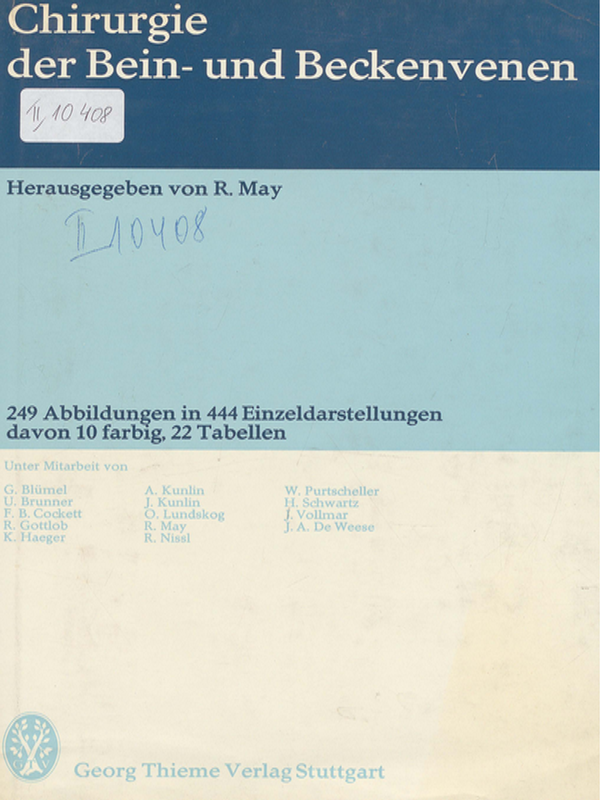 Chirurgie
der Bein- und Beckenvenen
II, 10 408
Herausgegeben von R. May
II 10408
249 Abbildungen in 444 Einzeldarstellungen
davon 10 farbig, 22 Tabellen
Unter Mitarbeit von
G. Blümel
U. Brunner
F. B. Cockett
R. Gottlob
K. Haeger
A. Kunlin
J. Kunlin
O. Lundskog
R. May
R. Nissl
W. Purtscheller
H. Schwartz
J. Vollmar
J. A. De Weese
GTV
Georg Thieme Verlag Stuttgart